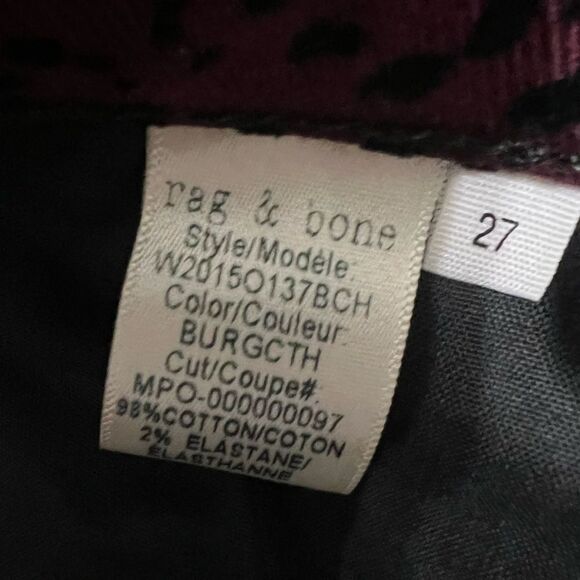 rag & bone
Style/Modèle:
W2015O137BCH
Color/Couleur:
BURGCTH
Cut/Coupe#:
MPO-000000097
98%COTTON/COTON
2% ELASTANE/
ELASTHANNE
27